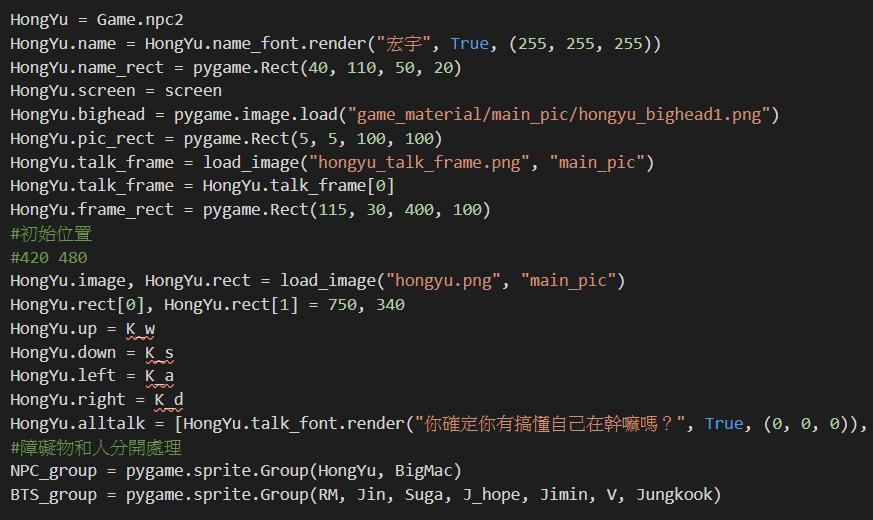 HongYu = Game.npc2
HongYu.name = HongYu.name_font.render("宏宇", True, (255, 255, 255))
HongYu.name_rect = pygame.Rect(40, 110, 50, 20)
HongYu.screen = screen
HongYu.bighead = pygame.image.load("game_material/main_pic/hongyu_bighead1.png")
HongYu.pic_rect = pygame.Rect(5, 5, 100, 100)
HongYu.talk_frame = load_image("hongyu_talk_frame.png", "main_pic")
HongYu.talk_frame = HongYu.talk_frame[0]
HongYu.frame_rect = pygame.Rect(115, 30, 400, 100)
#初始位置
#420 480
HongYu.image, HongYu.rect = load_image("hongyu.png", "main_pic")
HongYu.rect[0], HongYu.rect[1] = 750, 340
HongYu.up = K_w
HongYu.down = K_s
HongYu.left = K_a
HongYu.right = K_d
HongYu.alltalk = [HongYu.talk_font.render("你確定你有搞懂自己在幹嘛嗎？", True, (0, 0, 0)),
#障礙物和人分開處理
NPC_group = pygame.sprite.Group(HongYu, BigMac)
BTS_group = pygame.sprite.Group(RM, Jin, Suga, J_hope, Jimin, V, Jungkook)